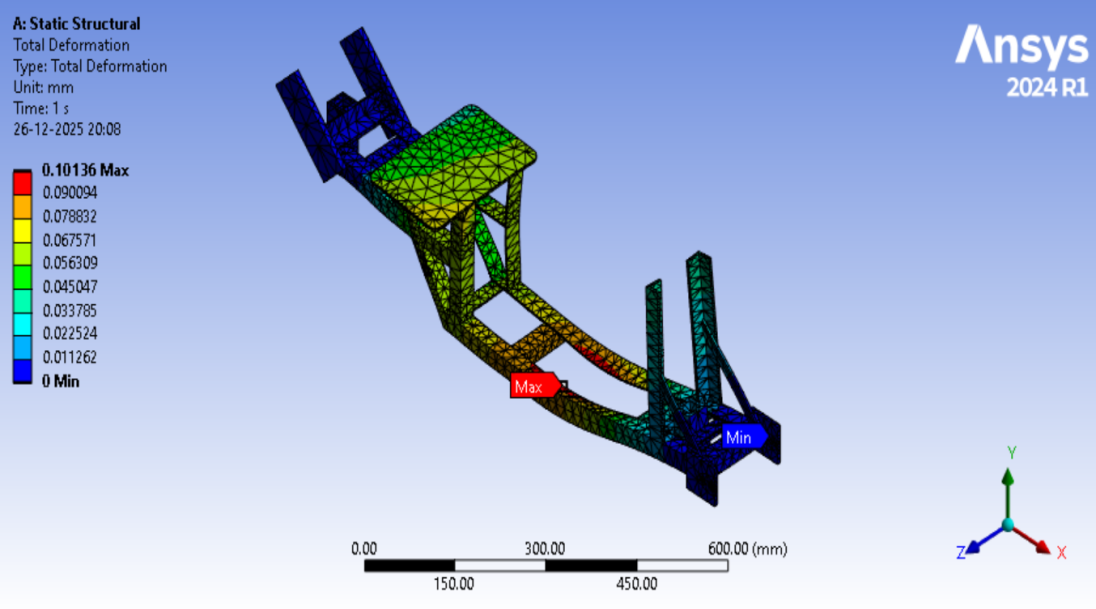 A: Static Structural
Total Deformation
Type: Total Deformation
Unit: mm
Time: 1 s
26-12-2025 20:08
0.10136 Max
0.090094
0.078832
0.067571
0.056309
0.045047
0.033785
0.022524
0.011262
0 Min
Ansys
2024 R1
Max
Min
0.00 300.00 600.00 (mm)
150.00 450.00
Y
Z X